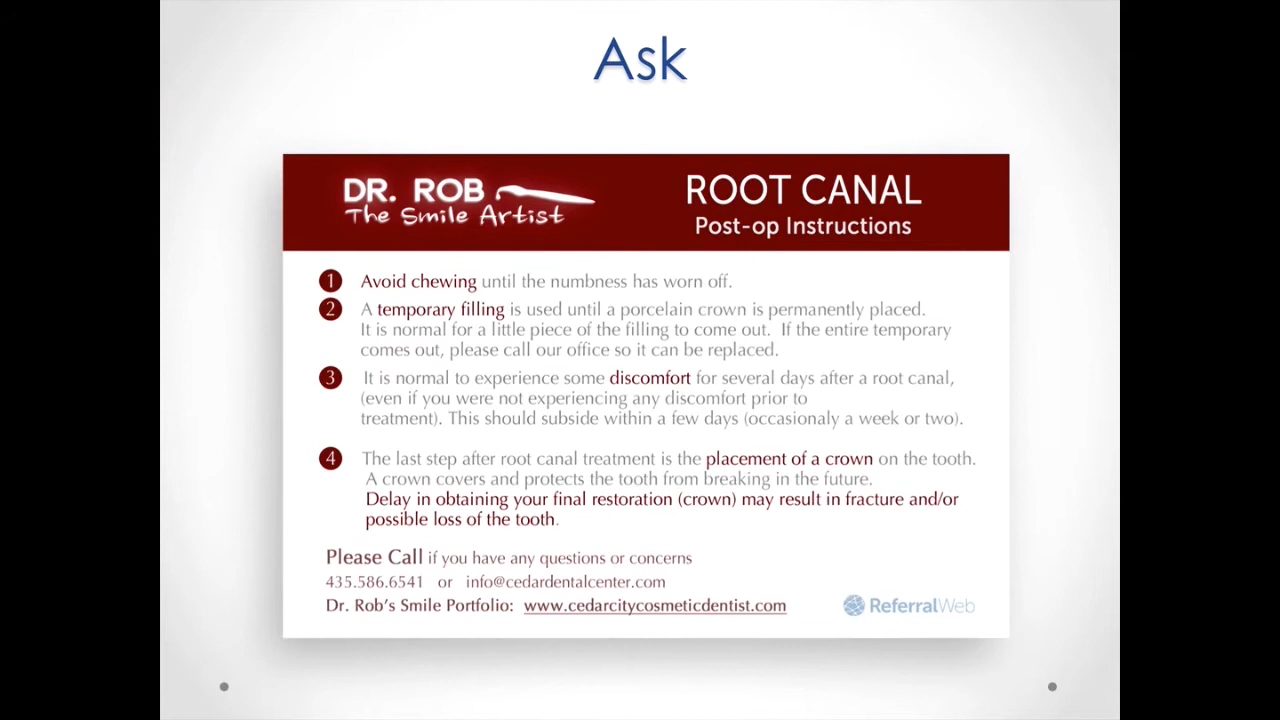 Ask
DR. ROB
The Smile Artist
ROOT CANAL
Post-op Instructions
1 Avoid chewing until the numbness has worn off.
2 A temporary filling is used until a porcelain crown is permanently placed.
It is normal for a little piece of the filling to come out. If the entire temporary
comes out, please call our office so it can be replaced.
3 It is normal to experience some discomfort for several days after a root canal,
(even if you were not experiencing any discomfort prior to
treatment). This should subside within a few days (occasionaly a week or two).
4 The last step after root canal treatment is the placement of a crown on the tooth.
A crown covers and protects the tooth from breaking in the future.
Delay in obtaining your final restoration (crown) may result in fracture and/or
possible loss of the tooth.
Please Call if you have any questions or concerns
435.586.6541 or info@cedardentalcenter.com
Dr. Rob's Smile Portfolio: www.cedarcitycosmeticdentist.com
ReferralWeb